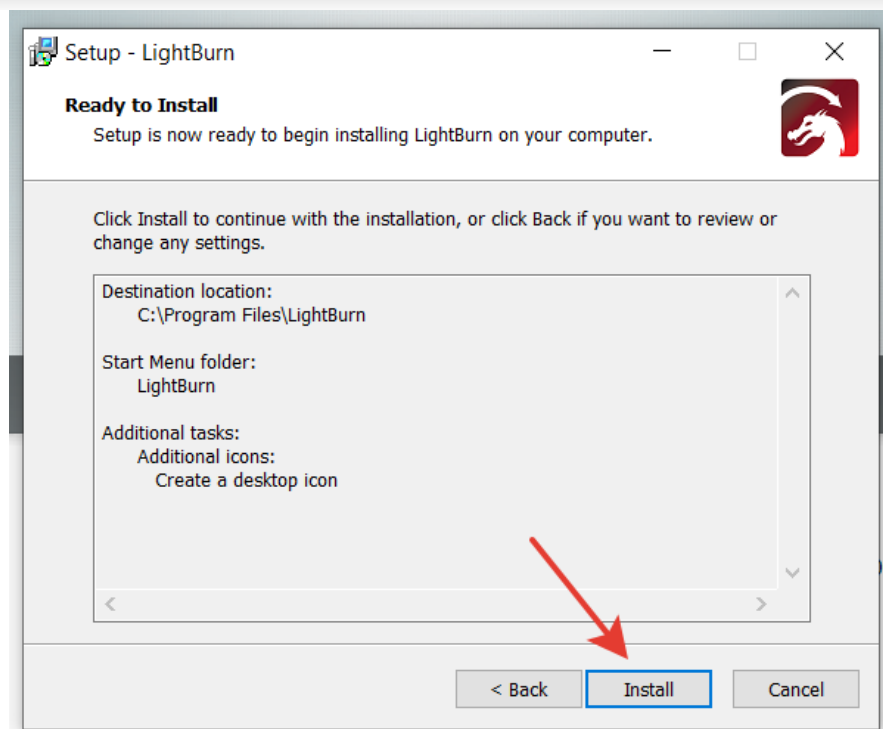 Setup - LightBurn
Ready to Install
Setup is now ready to begin installing LightBurn on your computer.
Click Install to continue with the installation, or click Back if you want to review or
change any settings.
Destination location:
C:\Program Files\LightBurn
Start Menu folder:
LightBurn
Additional tasks:
Additional icons:
Create a desktop icon
< Back
Install
Cancel